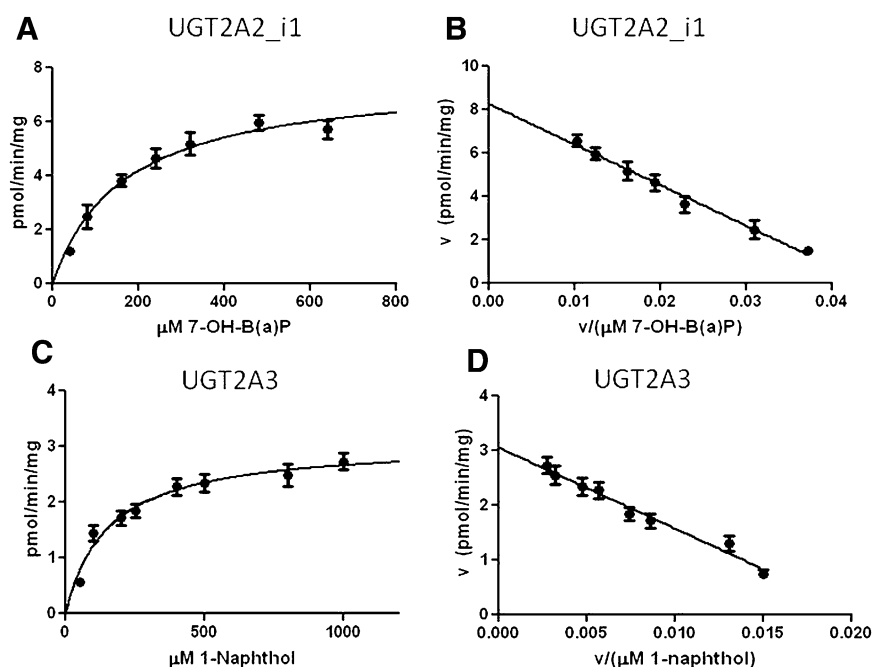 A
UGT2A2_i1
pmol/min/mg
8
6
4
2
0
0
200
400
600
800
µM 7-OH-B(a)P
B
UGT2A2_i1
v (pmol/min/mg)
10
8
6
4
2
0
0.00
0.01
0.02
0.03
0.04
v/(µM 7-OH-B(a)P)
C
UGT2A3
pmol/min/mg
4
3
2
1
0
0
500
1000
µM 1-Naphthol
D
UGT2A3
v (pmol/min/mg)
4
3
2
1
0
0.000
0.005
0.010
0.015
0.020
v/(µM 1-naphthol)